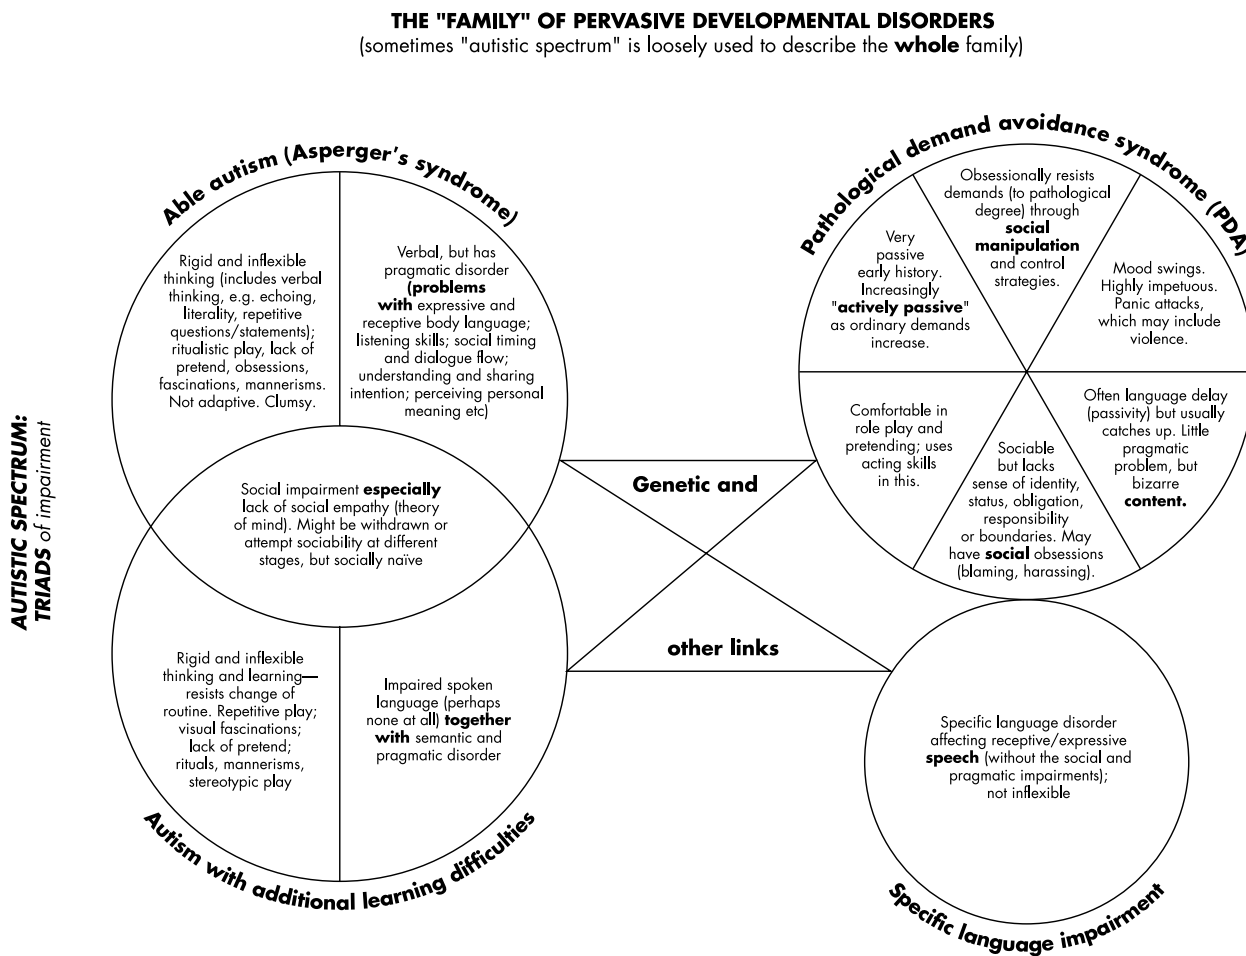 THE "FAMILY" OF PERVASIVE DEVELOPMENTAL DISORDERS
(sometimes "autistic spectrum" is loosely used to describe the whole family)
AUTISTIC SPECTRUM:
TRIADS of impairment
Able autism (Asperger's syndrome)
Rigid and inflexible
thinking (includes verbal
thinking, e.g. echoing,
literality, repetitive
questions/statements);
ritualistic play, lack of
pretend, obsessions,
fascinations, mannerisms.
Not adaptive. Clumsy.
Verbal, but has
pragmatic disorder
(problems
with expressive and
receptive body language;
listening skills; social timing
and dialogue flow;
understanding and sharing
intention; perceiving personal
meaning etc)
Social impairment especially
lack of social empathy (theory
of mind). Might be withdrawn or
attempt sociability at different
stages, but socially naïve
Rigid and inflexible
thinking and learning—
resists change of
routine. Repetitive play;
visual fascinations;
lack of pretend;
rituals, mannerisms,
stereotypic play
Impaired spoken
language (perhaps
none at all) together
with semantic and
pragmatic disorder
Autism with additional learning difficulties
Genetic and
other links
Pathological demand avoidance syndrome (PDA)
Very
passive
early history.
Increasingly
"actively passive"
as ordinary demands
increase.
Obsessionally resists
demands (to pathological
degree) through
social
manipulation
and control
strategies.
Mood swings.
Highly impetuous.
Panic attacks,
which may include
violence.
Comfortable in
role play and
pretending; uses
acting skills
in this.
Sociable
but lacks
sense of identity,
status, obligation,
responsibility
or boundaries. May
have social obsessions
(blaming, harassing).
Often language delay
(passivity) but usually
catches up. Little
pragmatic
problem, but
bizarre
content.
Specific language disorder
affecting receptive/expressive
speech (without the social and
pragmatic impairments);
not inflexible
Specific language impairment